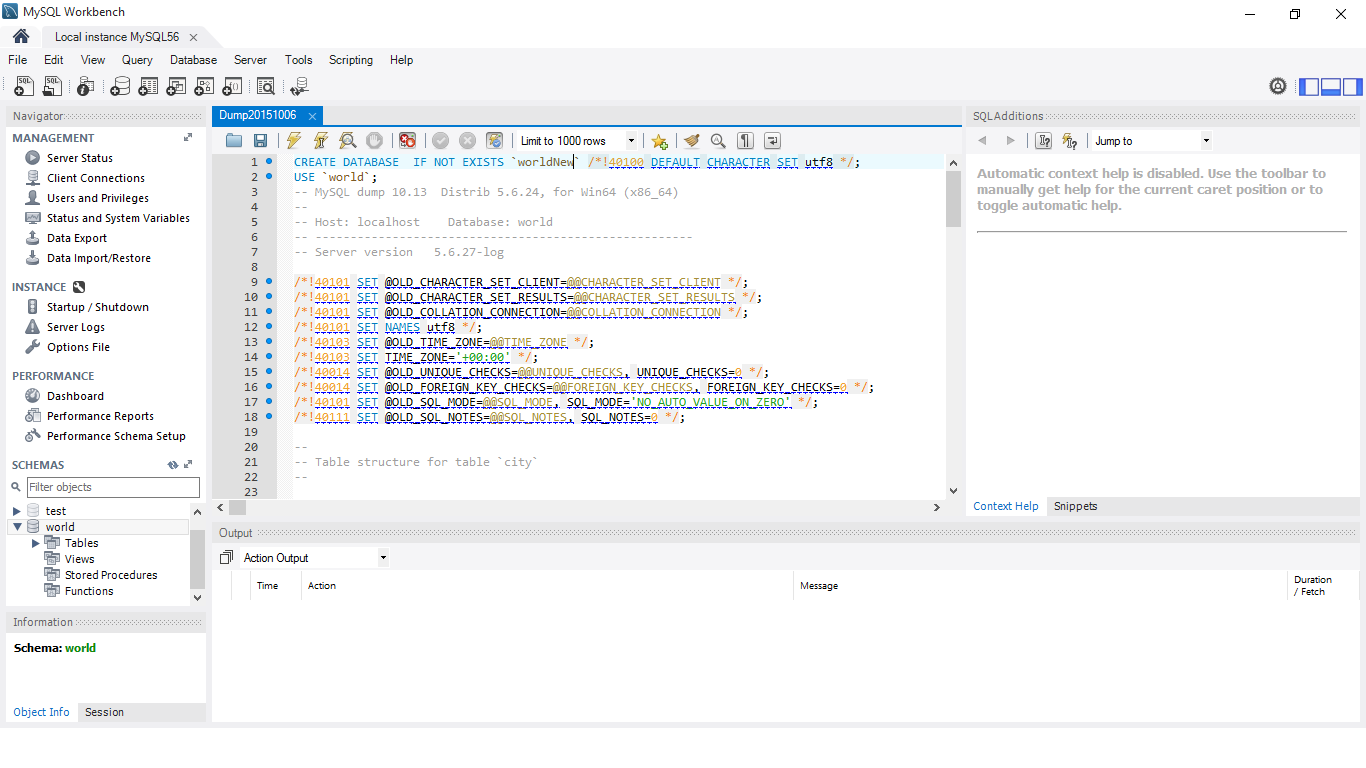 MySQL Workbench
Local instance MySQL56
File Edit View Query Database Server Tools Scripting Help
Navigator
MANAGEMENT
Server Status
Client Connections
Users and Privileges
Status and System Variables
Data Export
Data Import/Restore
INSTANCE
Startup / Shutdown
Server Logs
Options File
PERFORMANCE
Dashboard
Performance Reports
Performance Schema Setup
SCHEMAS
Filter objects
test
world
Tables
Views
Stored Procedures
Functions
Information
Schema: world
Object Info Session
Dump20151006
Limit to 1000 rows
1 CREATE DATABASE  IF NOT EXISTS `worldNew` /*!40100 DEFAULT CHARACTER SET utf8 */;
2 USE `world`;
3 -- MySQL dump 10.13  Distrib 5.6.24, for Win64 (x86_64)
4 --
5 -- Host: localhost    Database: world
6 -- ------------------------------------------------------
7 -- Server version	5.6.27-log
8
9 /*!40101 SET @OLD_CHARACTER_SET_CLIENT=@@CHARACTER_SET_CLIENT */;
10 /*!40101 SET @OLD_CHARACTER_SET_RESULTS=@@CHARACTER_SET_RESULTS */;
11 /*!40101 SET @OLD_COLLATION_CONNECTION=@@COLLATION_CONNECTION */;
12 /*!40101 SET NAMES utf8 */;
13 /*!40103 SET @OLD_TIME_ZONE=@@TIME_ZONE */;
14 /*!40103 SET TIME_ZONE='+00:00' */;
15 /*!40014 SET @OLD_UNIQUE_CHECKS=@@UNIQUE_CHECKS, UNIQUE_CHECKS=0 */;
16 /*!40014 SET @OLD_FOREIGN_KEY_CHECKS=@@FOREIGN_KEY_CHECKS, FOREIGN_KEY_CHECKS=0 */;
17 /*!40101 SET @OLD_SQL_MODE=@@SQL_MODE, SQL_MODE='NO_AUTO_VALUE_ON_ZERO' */;
18 /*!40111 SET @OLD_SQL_NOTES=@@SQL_NOTES, SQL_NOTES=0 */;
19
20 --
21 -- Table structure for table `city`
22 --
23
SQLAdditions
Jump to
Automatic context help is disabled. Use the toolbar to
manually get help for the current caret position or to
toggle automatic help.
Context Help Snippets
Output
Action Output
Time Action Message Duration
/ Fetch